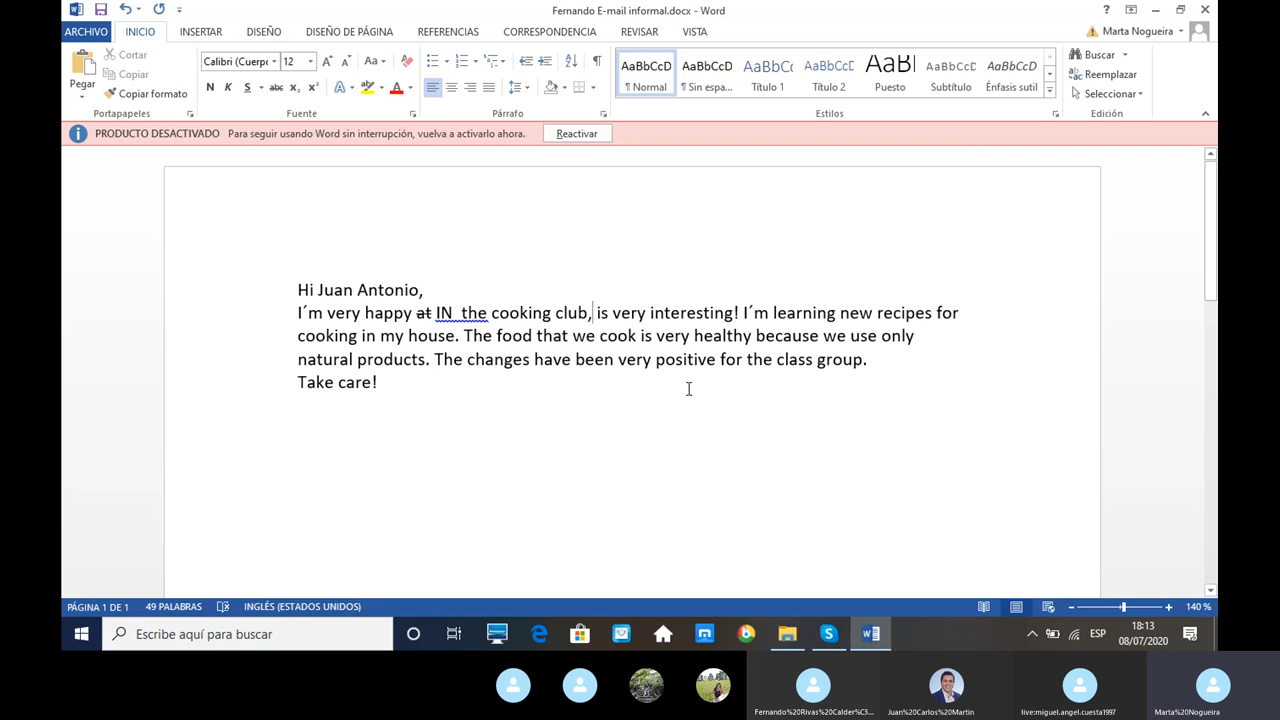 Fernando E-mail informal.docx - Word
ARCHIVO INICIO INSERTAR DISEÑO DISEÑO DE PÁGINA REFERENCIAS CORRESPONDENCIA REVISAR VISTA Marta Nogueira
Pegar
Cortar
Copiar
Copiar formato
Portapapeles
Calibri (Cuerpo 12
Fuente
Párrafo
AaBbCcD AaBbCcD AaBbCc AaBbCcC AaBl AaBbCcD AaBbCcD
¶ Normal ¶ Sin espa... Título 1 Título 2 Puesto Subtítulo Énfasis sutil
Estilos
Buscar
Reemplazar
Seleccionar
Edición
PRODUCTO DESACTIVADO Para seguir usando Word sin interrupción, vuelva a activarlo ahora. Reactivar
Hi Juan Antonio,
I´m very happy at IN the cooking club, is very interesting! I´m learning new recipes for
cooking in my house. The food that we cook is very healthy because we use only
natural products. The changes have been very positive for the class group.
Take care!
PÁGINA 1 DE 1 49 PALABRAS INGLÉS (ESTADOS UNIDOS) 140 %
Escribe aquí para buscar
ESP
18:13
08/07/2020
Fernando%20Rivas%20Calder%C3... Juan%20Carlos%20Martin live:miguel.angel.cuesta1997 Marta%20Nogueira